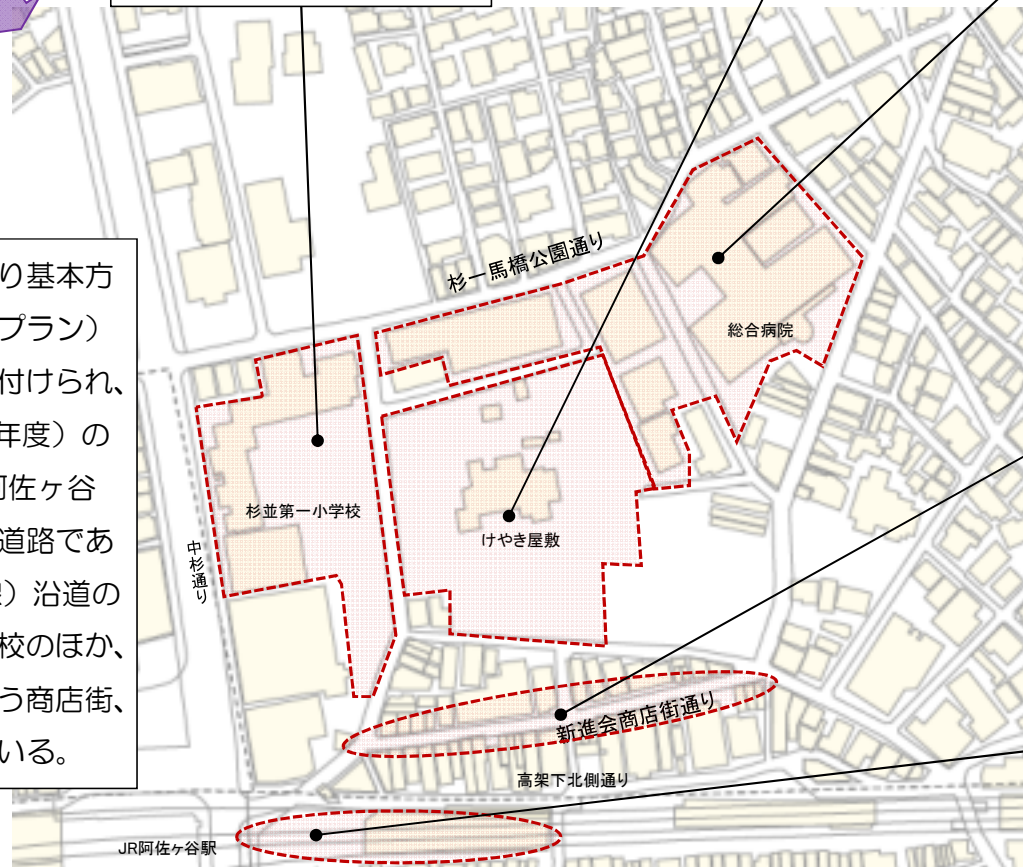 り基本方
プラン）
付けられ、
年度）の
阿佐ヶ谷
道路であ
）沿道の
校のほか、
う商店街、
いる。
杉一馬橋公園通り
総合病院
杉並第一小学校
けやき屋敷
中杉通り
新進会商店街通り
高架下北側通り
JR阿佐ヶ谷駅